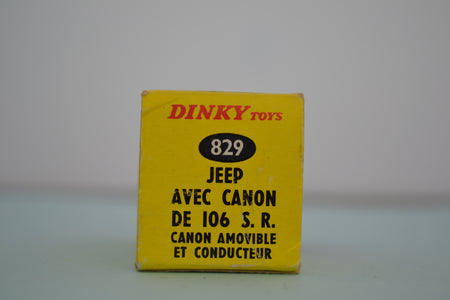 DINKY TOYS
829
JEEP
AVEC CANON
DE 106 S. R.
CANON AMOVIBLE
ET CONDUCTEUR